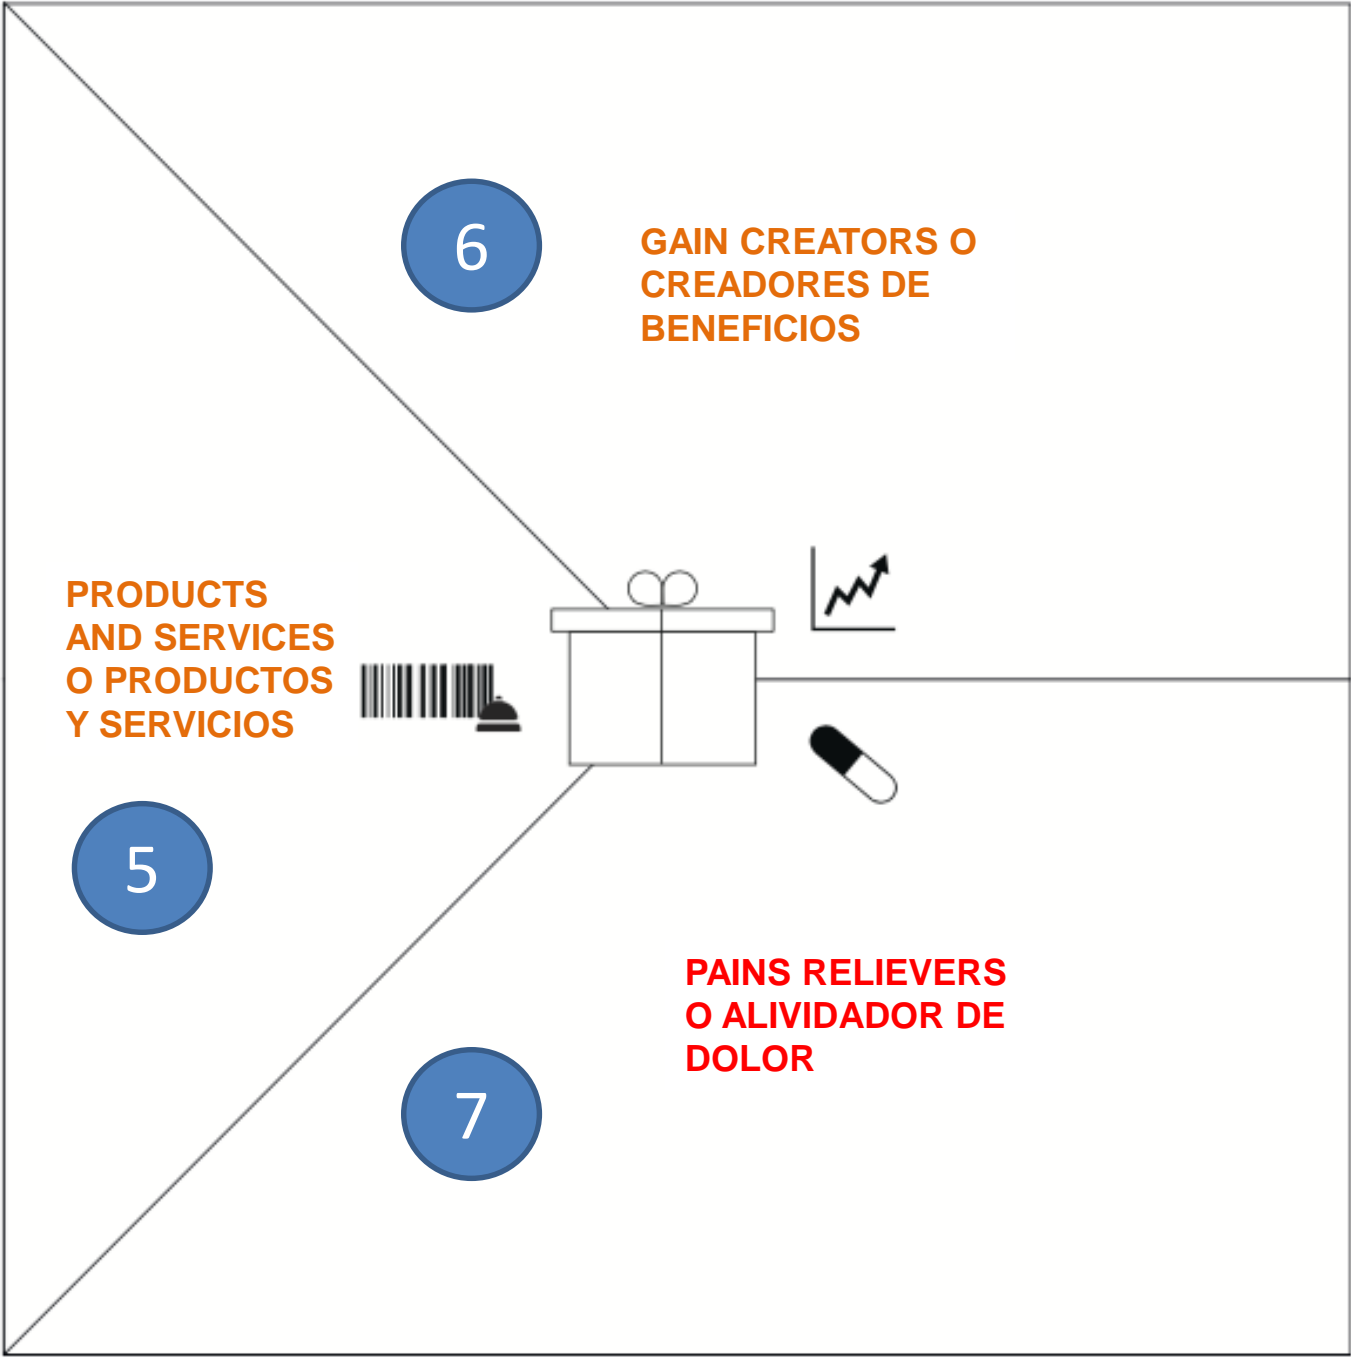 6
GAIN CREATORS O
CREADORES DE
BENEFICIOS
PRODUCTS
AND SERVICES
O PRODUCTOS
Y SERVICIOS
5
PAINS RELIEVERS
O ALIVIDADOR DE
DOLOR
7